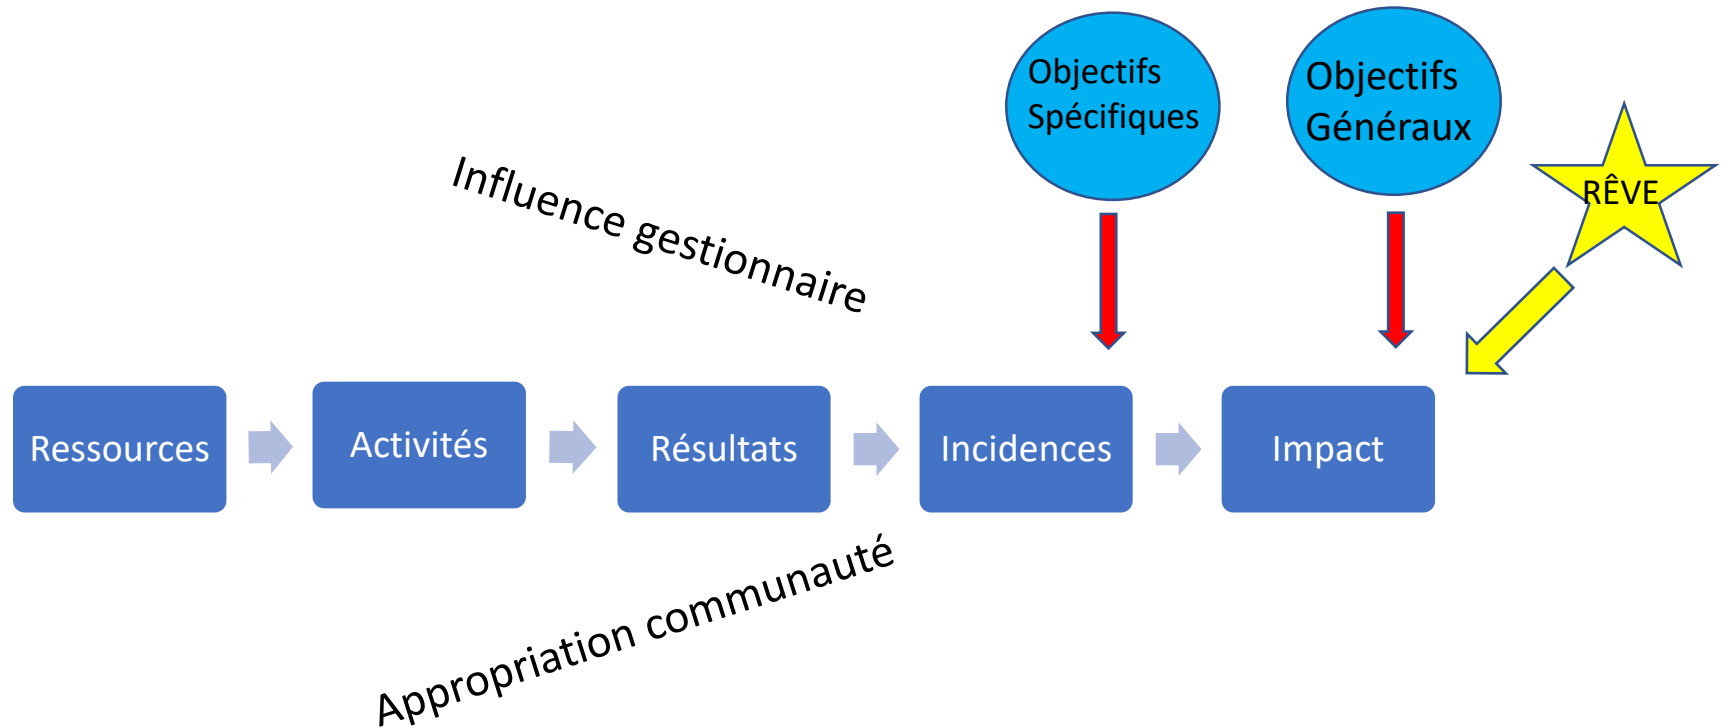 Objectifs
Spécifiques
Objectifs
Généraux
RÊVE
Influence gestionnaire
Ressources
Activités
Résultats
Incidences
Impact
Appropriation communauté